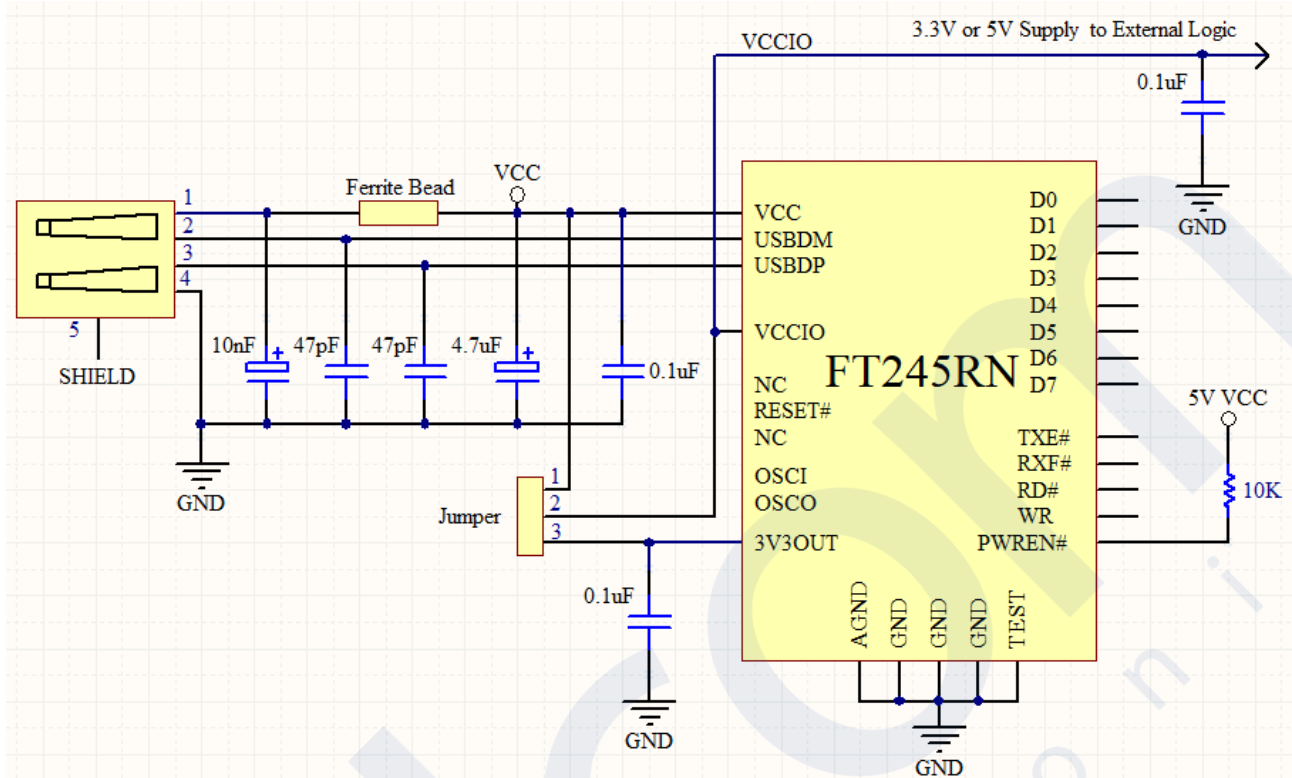 VCCIO
3.3V or 5V Supply to External Logic
0.1uF
GND
1
2
3
4
5
SHIELD
Ferrite Bead
VCC
10nF
+
47pF
47pF
4.7uF
+
0.1uF
GND
Jumper
1
2
3
0.1uF
GND
VCC
USBDM
USBDP
VCCIO
NC
RESET#
NC
OSCI
OSCO
3V3OUT
FT245RN
D0
D1
D2
D3
D4
D5
D6
D7
TXE#
RXF#
RD#
WR
PWREN#
AGND
GND
GND
GND
TEST
GND
5V VCC
10K